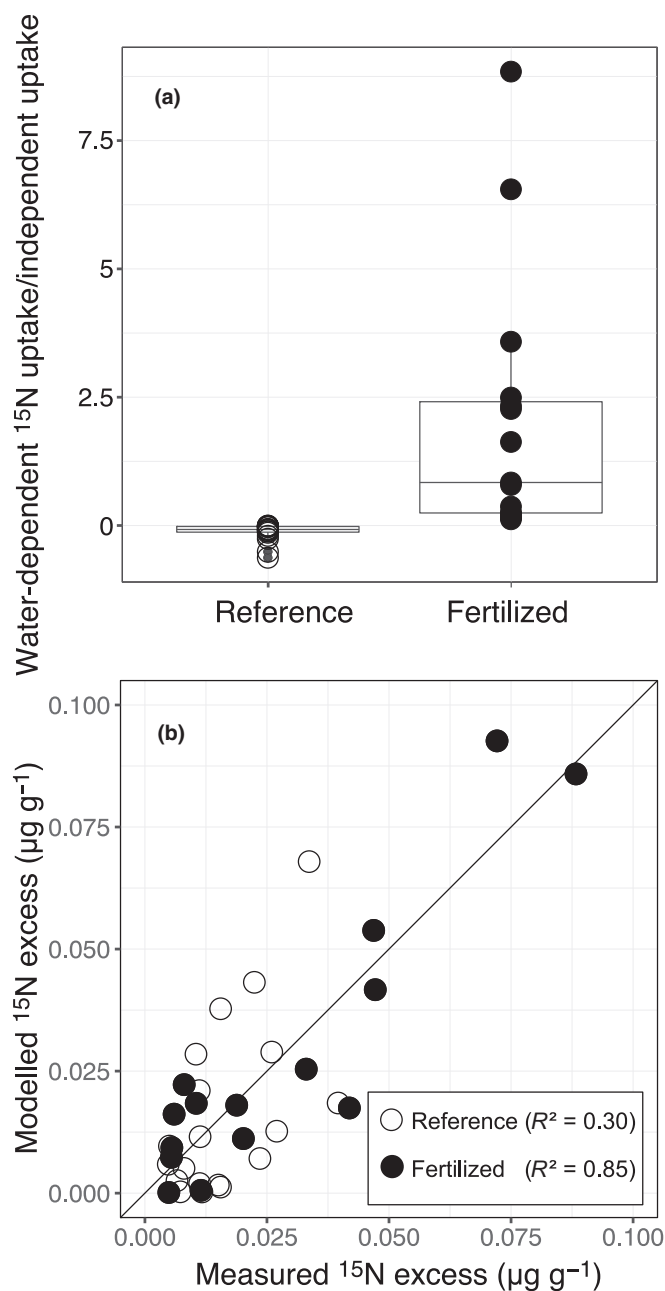 Water-dependent ¹⁵N uptake/independent uptake
(a)
7.5
5
2.5
0
Reference
Fertilized
Modelled ¹⁵N excess (µg g⁻¹)
(b)
0.100
0.075
0.050
0.025
0.000
Reference (R² = 0.30)
Fertilized (R² = 0.85)
0.000 0.025 0.050 0.075 0.100
Measured ¹⁵N excess (µg g⁻¹)